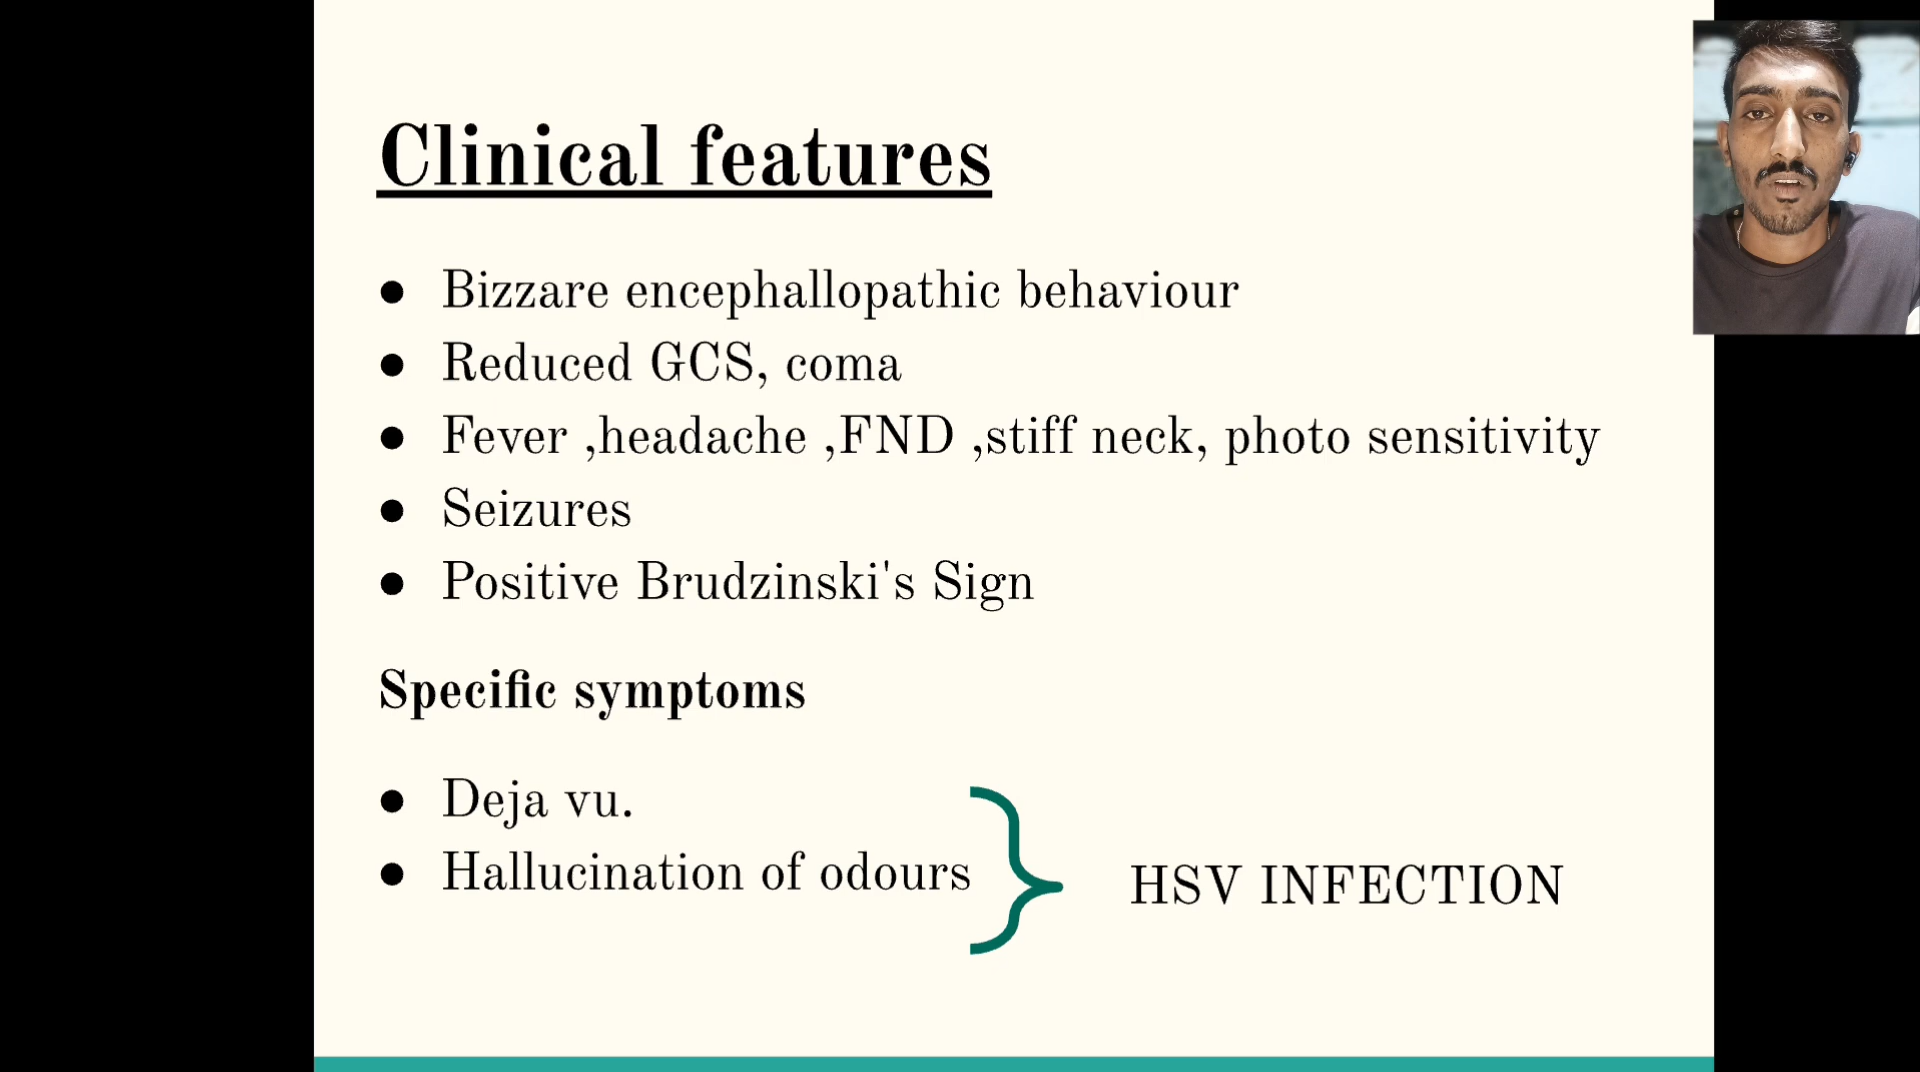 Clinical features
● Bizzare encephallopathic behaviour
● Reduced GCS, coma
● Fever ,headache ,FND ,stiff neck, photo sensitivity
● Seizures
● Positive Brudzinski's Sign
Specific symptoms
● Deja vu.
● Hallucination of odours
HSV INFECTION